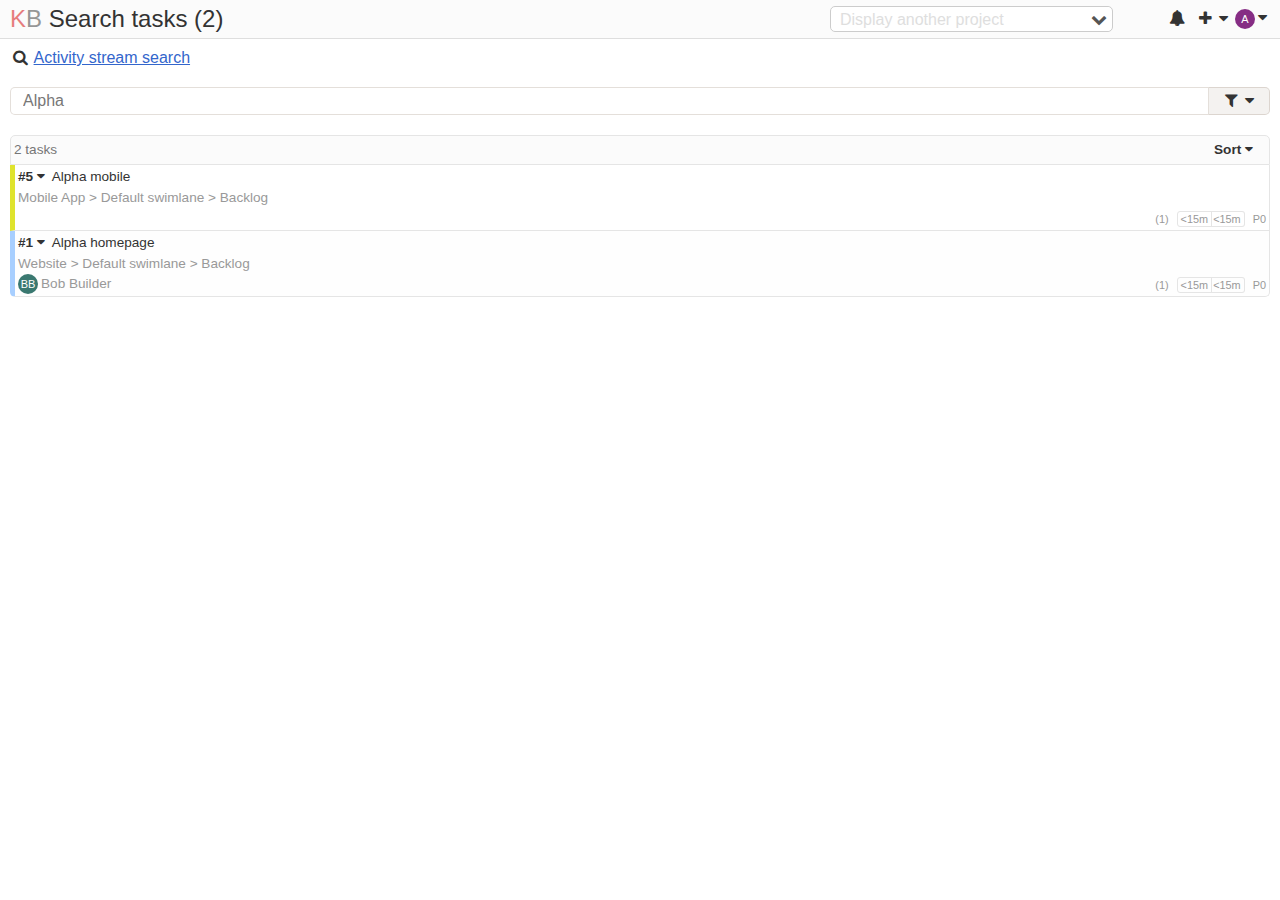 KB Search tasks (2)
Display another project
A
Activity stream search
Alpha
2 tasks
Sort
#5 Alpha mobile
Mobile App > Default swimlane > Backlog
(1) <15m <15m P0
#1 Alpha homepage
Website > Default swimlane > Backlog
BB Bob Builder
(1) <15m <15m P0